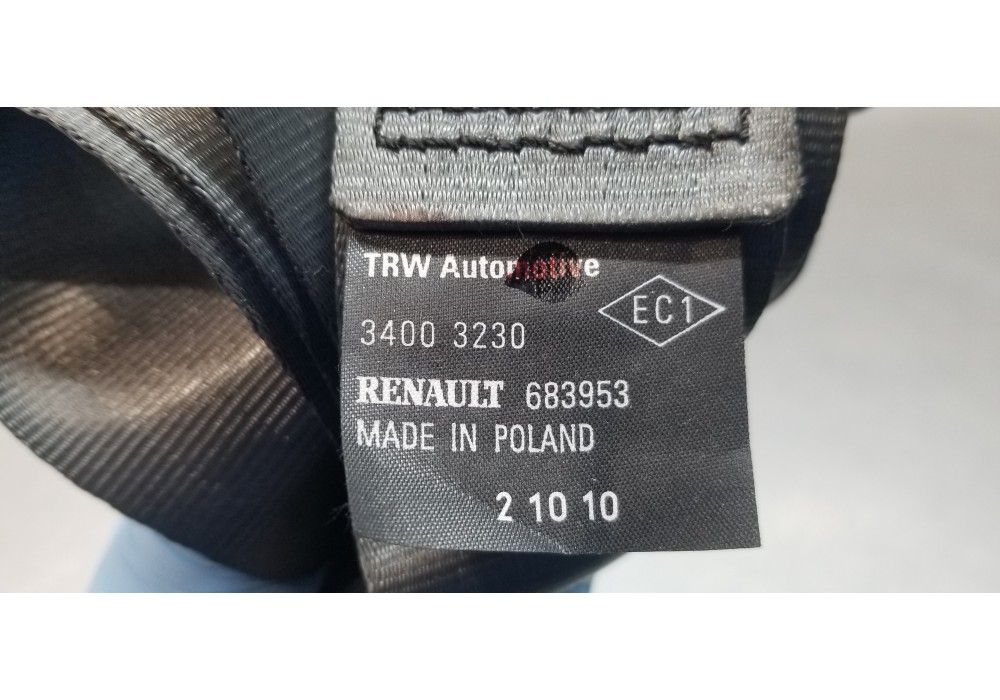 TRW Automotive
EC1
3400 3230
RENAULT 683953
MADE IN POLAND
2 10 10